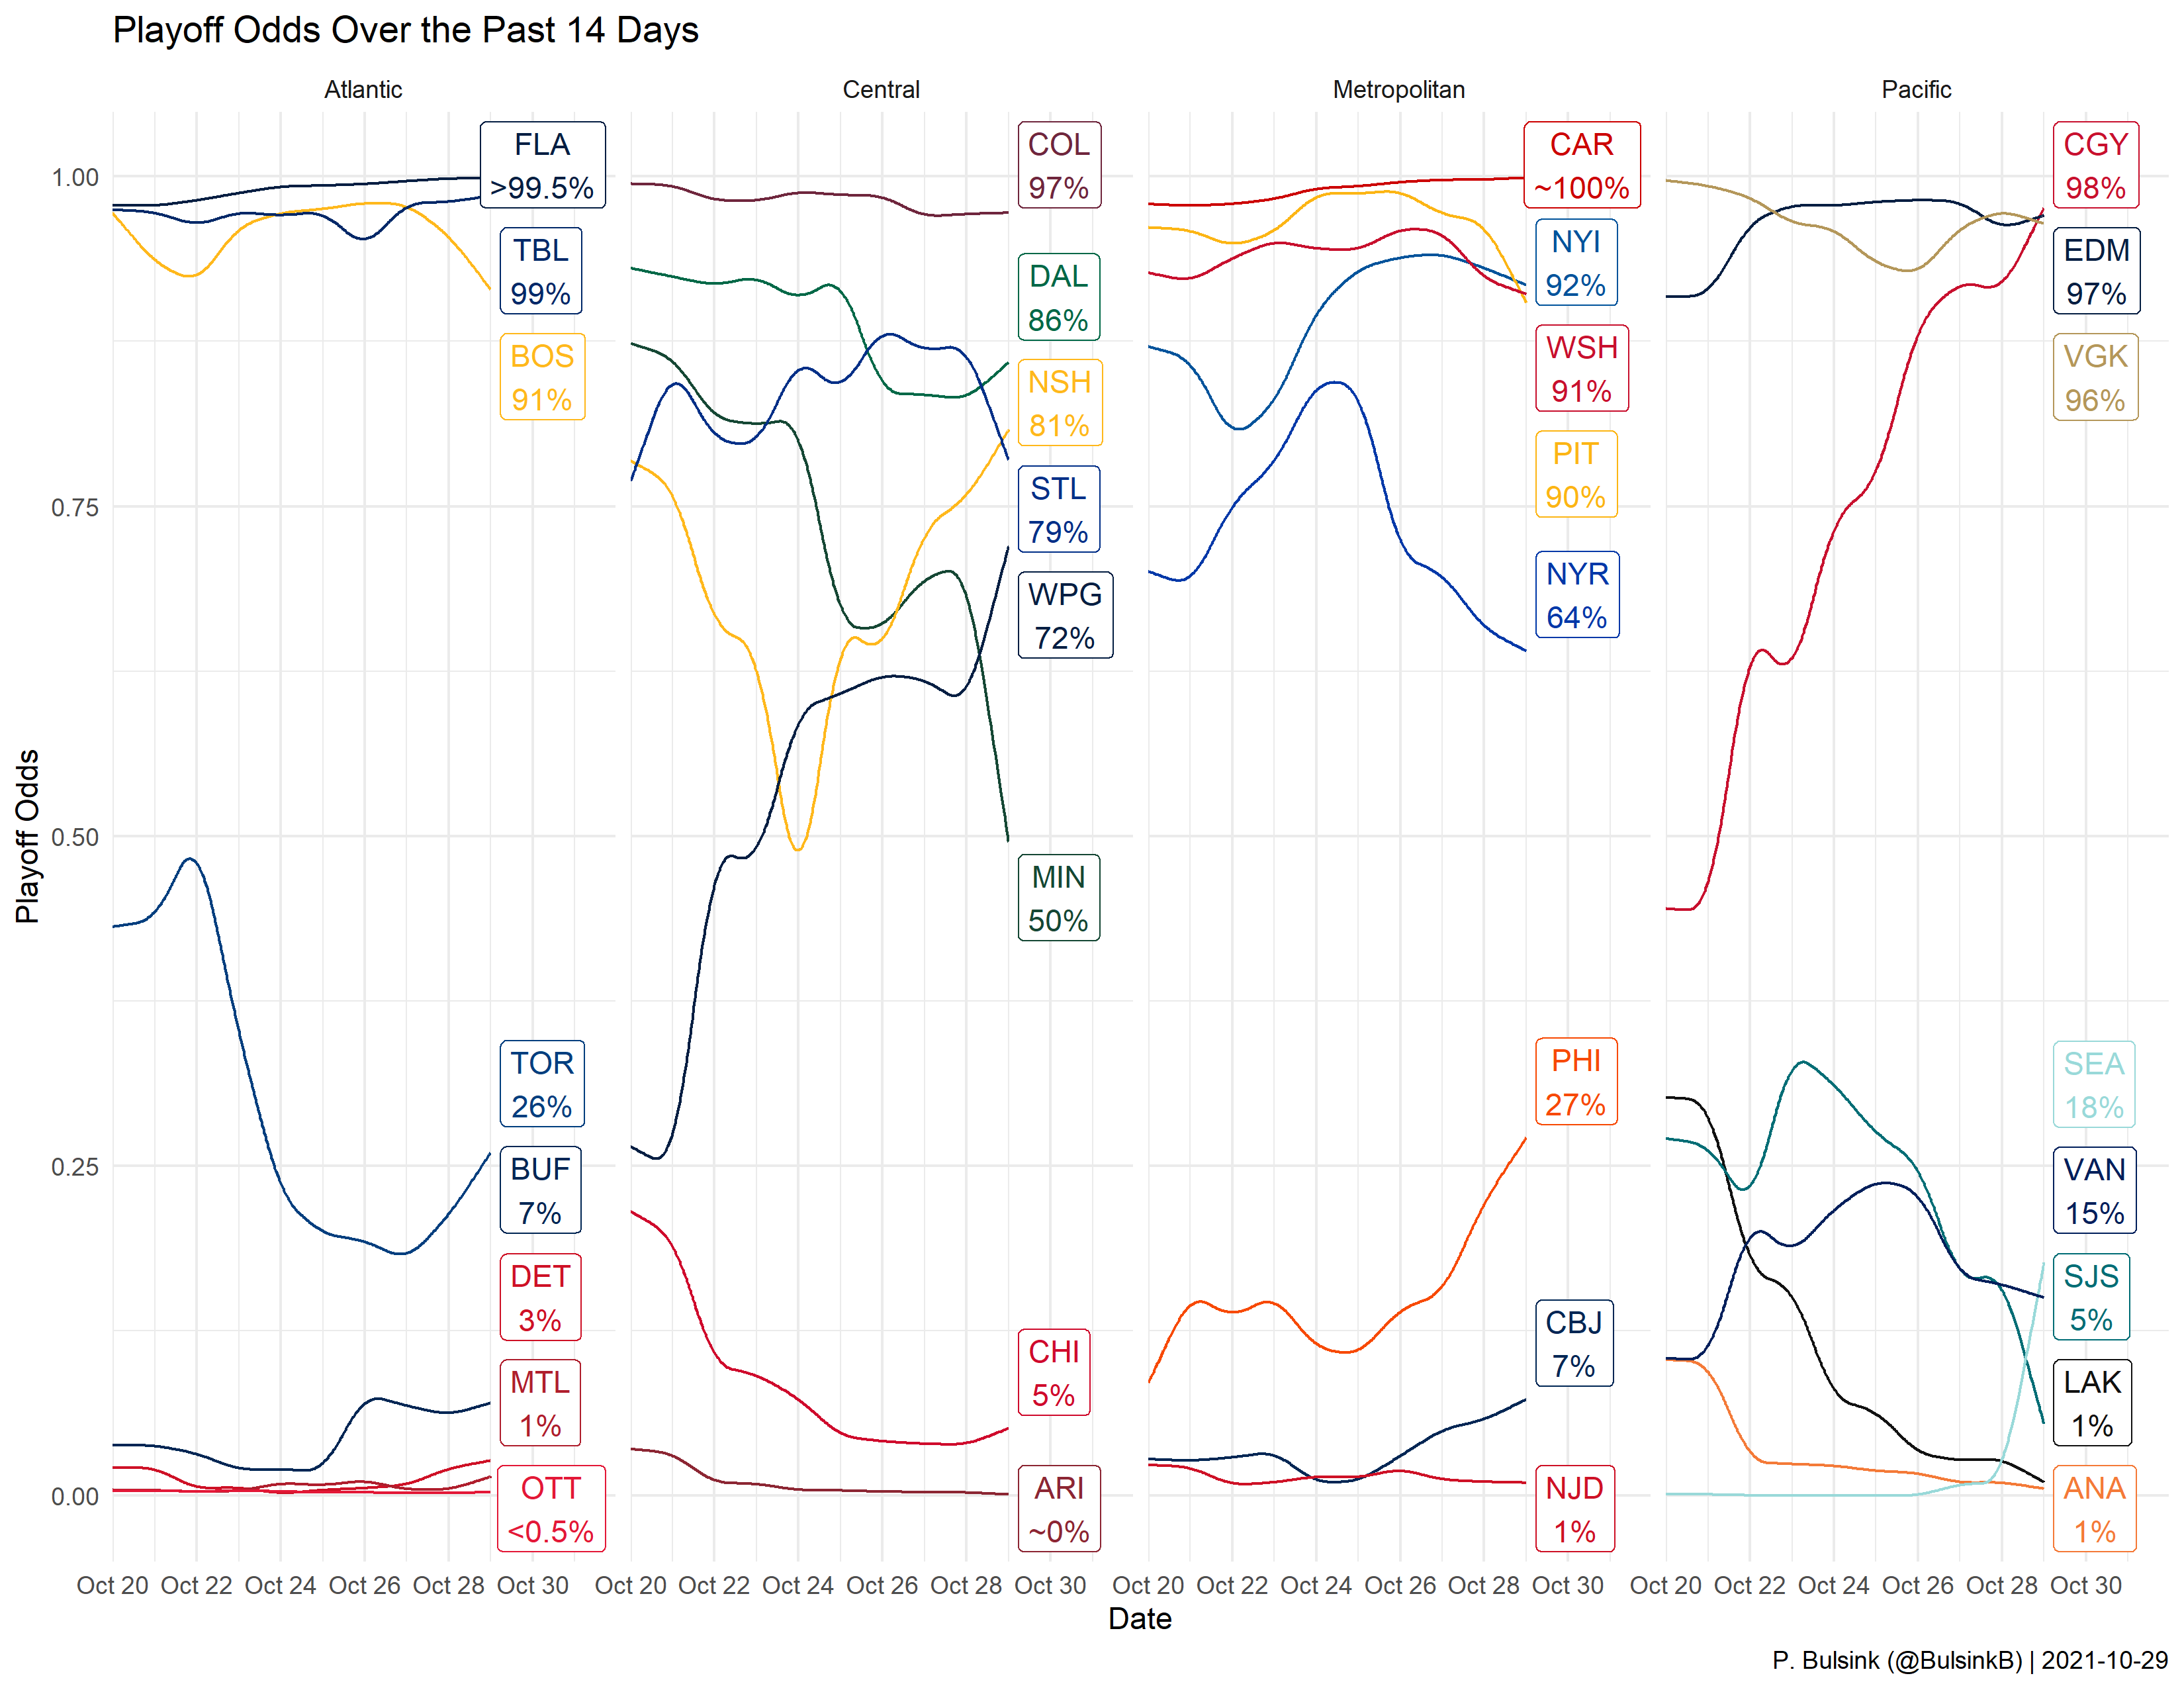 Playoff Odds Over the Past 14 Days
Atlantic
Central
Metropolitan
Pacific
Playoff Odds
1.00
0.75
0.50
0.25
0.00
FLA
>99.5%
TBL
99%
BOS
91%
TOR
26%
BUF
7%
DET
3%
MTL
1%
OTT
<0.5%
COL
97%
DAL
86%
NSH
81%
STL
79%
WPG
72%
MIN
50%
CHI
5%
ARI
~0%
CAR
~100%
NYI
92%
WSH
91%
PIT
90%
NYR
64%
PHI
27%
CBJ
7%
NJD
1%
CGY
98%
EDM
97%
VGK
96%
SEA
18%
VAN
15%
SJS
5%
LAK
1%
ANA
1%
Oct 20 Oct 22 Oct 24 Oct 26 Oct 28 Oct 30
Oct 20 Oct 22 Oct 24 Oct 26 Oct 28 Oct 30
Oct 20 Oct 22 Oct 24 Oct 26 Oct 28 Oct 30
Oct 20 Oct 22 Oct 24 Oct 26 Oct 28 Oct 30
Date
P. Bulsink (@BulsinkB) | 2021-10-29